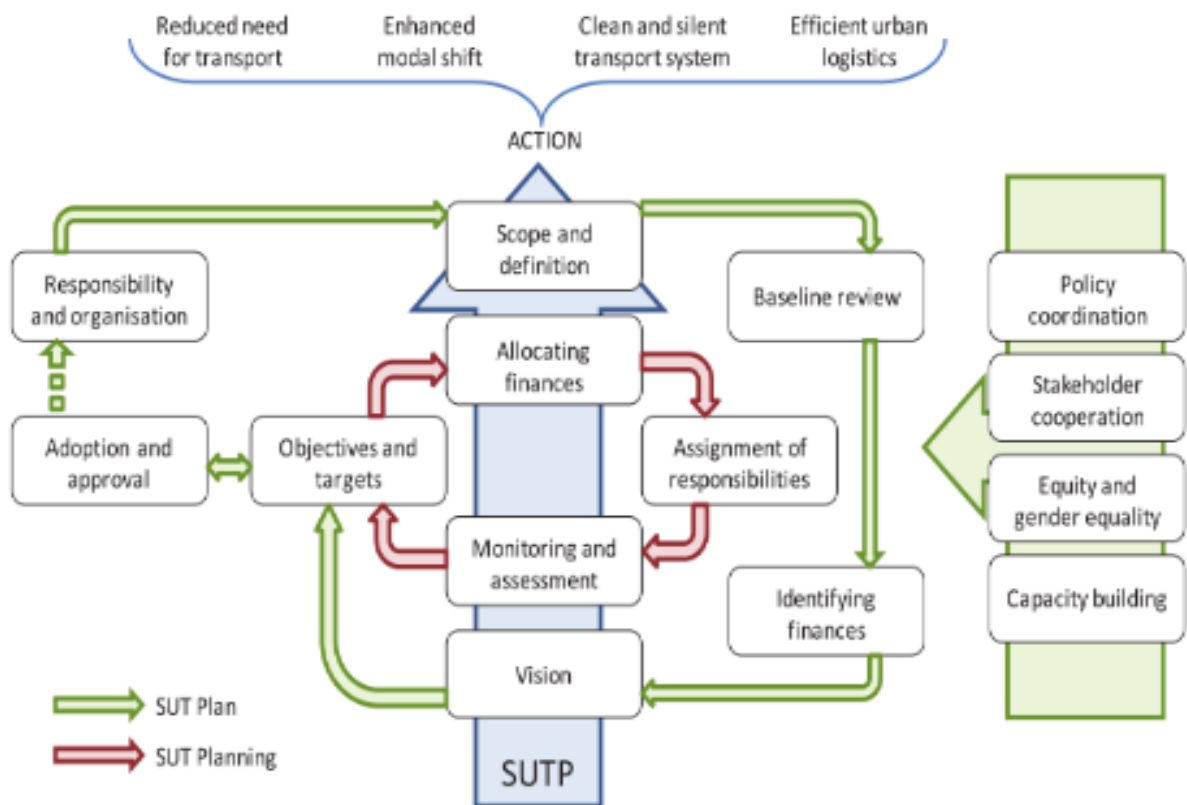 Reduced need
for transport
Enhanced
modal shift
Clean and silent
transport system
Efficient urban
logistics
ACTION
Scope and
definition
Responsibility
and organisation
Baseline review
Policy
coordination
Allocating
finances
Stakeholder
cooperation
Adoption and
approval
Objectives and
targets
Assignment of
responsibilities
Equity and
gender equality
Monitoring and
assessment
Identifying
finances
Capacity building
Vision
SUT Plan
SUT Planning
SUTP